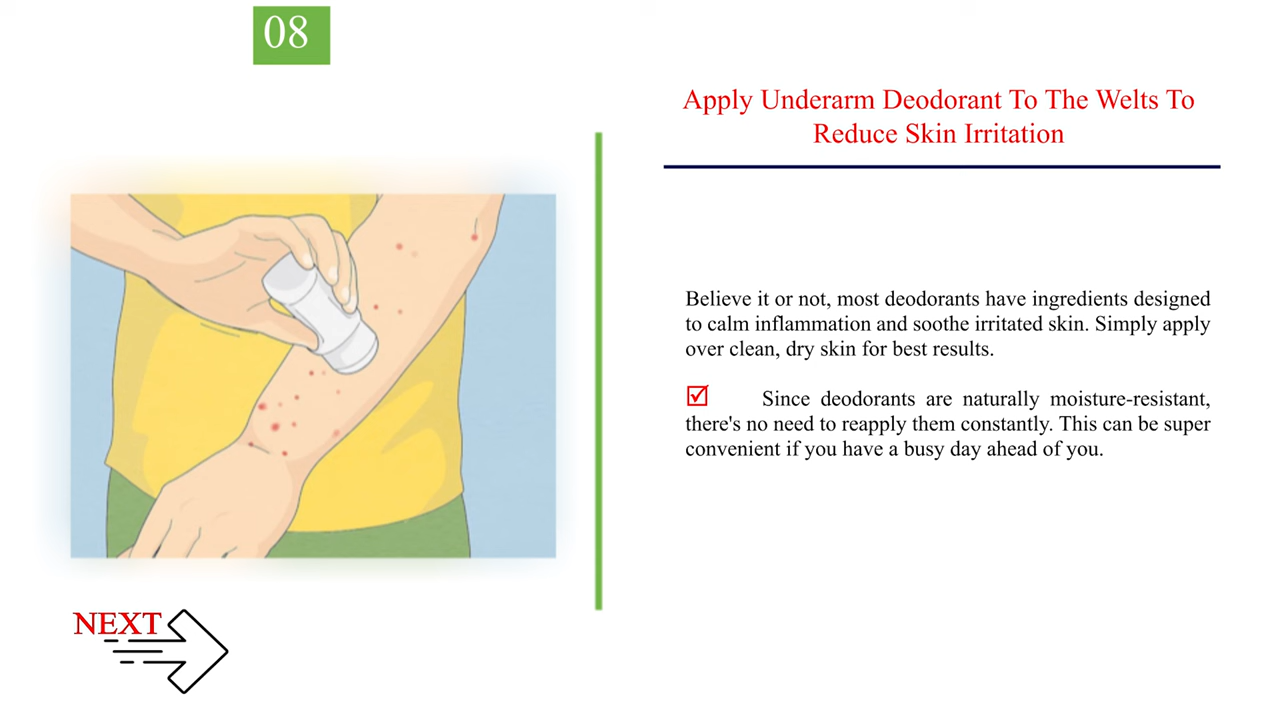 08
Apply Underarm Deodorant To The Welts To
Reduce Skin Irritation
Believe it or not, most deodorants have ingredients designed
to calm inflammation and soothe irritated skin. Simply apply
over clean, dry skin for best results.
Since deodorants are naturally moisture-resistant,
there's no need to reapply them constantly. This can be super
convenient if you have a busy day ahead of you.
NEXT